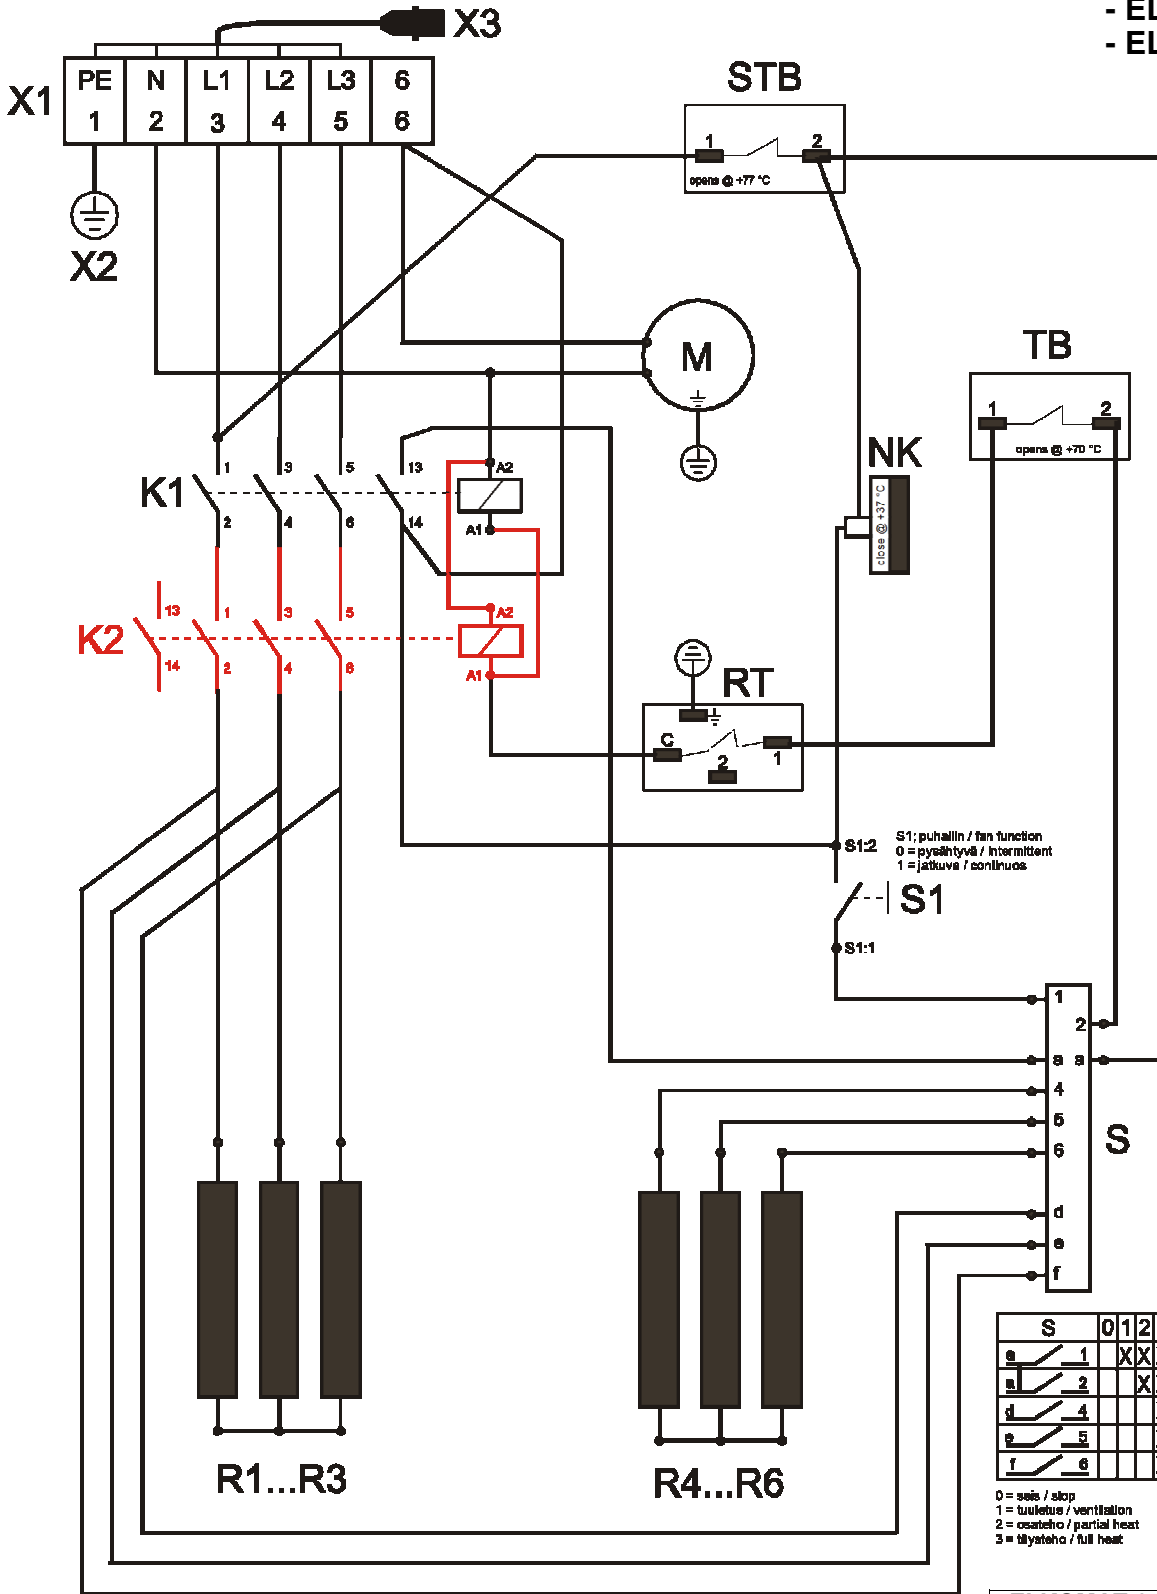 - EL
- EL
X3
X1
PE N L1 L2 L3 6
1 2 3 4 5 6
X2
STB
1 2
opens @ +77 °C
M
TB
1 2
opens @ +70 °C
NK
close @ +37 °C
K1
1 3 5 13
2 4 6 14
A2
A1
K2
13 1 3 5
14 2 4 6
A2
A1
RT
C 2 1
S1:2
S1; puhallin / fan function
0 = pysähtyvä / intermittent
1 = jatkuva / continuos
S1
S1:1
1
2
a a
4
5
6
d
e
f
S
R1...R3
R4...R6
S 0 1 2
a 1 X X
a 2 X
d 4
e 5
f 6
0 = seis / stop
1 = tuuletus / ventilation
2 = osateho / partial heat
3 = täysteho / full heat